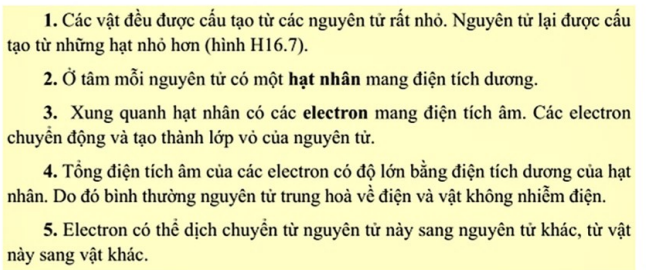 1. Các vật đều được cấu tạo từ các nguyên tử rất nhỏ. Nguyên tử lại được cấu
tạo từ những hạt nhỏ hơn (hình H16.7).
2. Ở tâm mỗi nguyên tử có một hạt nhân mang điện tích dương.
3. Xung quanh hạt nhân có các electron mang điện tích âm. Các electron
chuyển động và tạo thành lớp vỏ của nguyên tử.
4. Tổng điện tích âm của các electron có độ lớn bằng điện tích dương của hạt
nhân. Do đó bình thường nguyên tử trung hoà về điện và vật không nhiễm điện.
5. Electron có thể dịch chuyển từ nguyên tử này sang nguyên tử khác, từ vật
này sang vật khác.